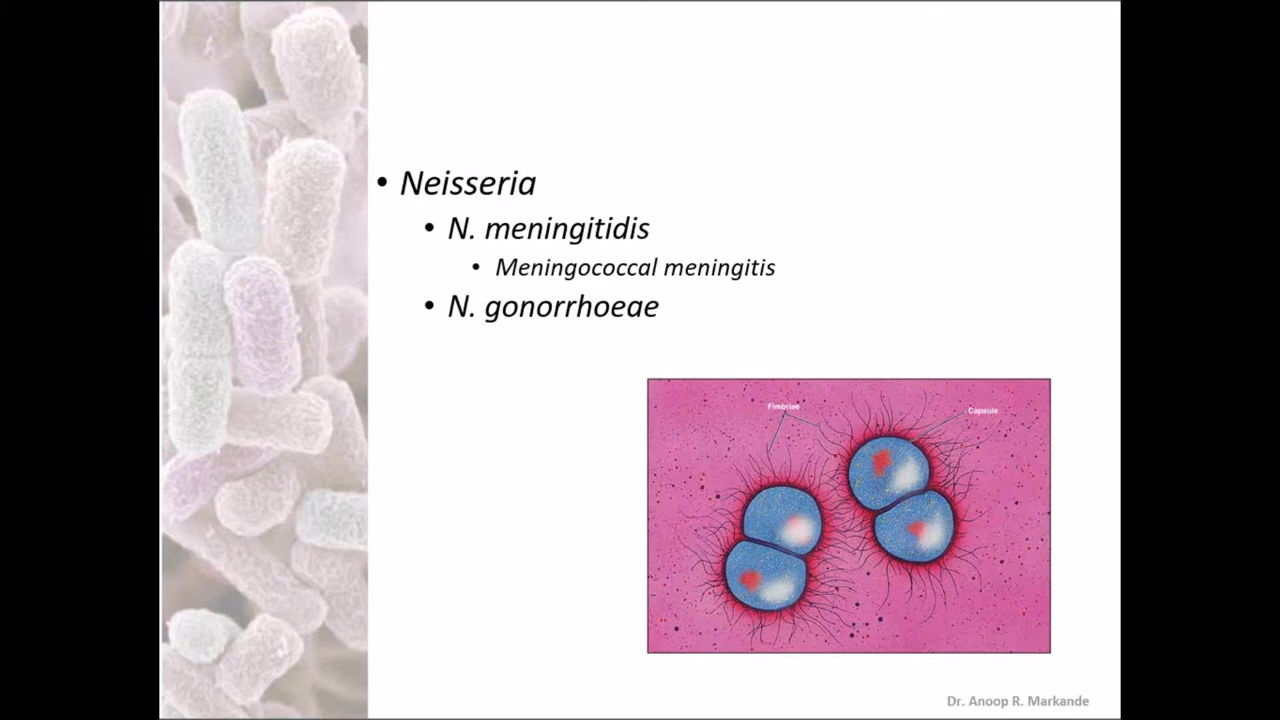 • Neisseria
• N. meningitidis
• Meningococcal meningitis
• N. gonorrhoeae
Fimbriae
Capsule
Dr. Anoop R. Markande